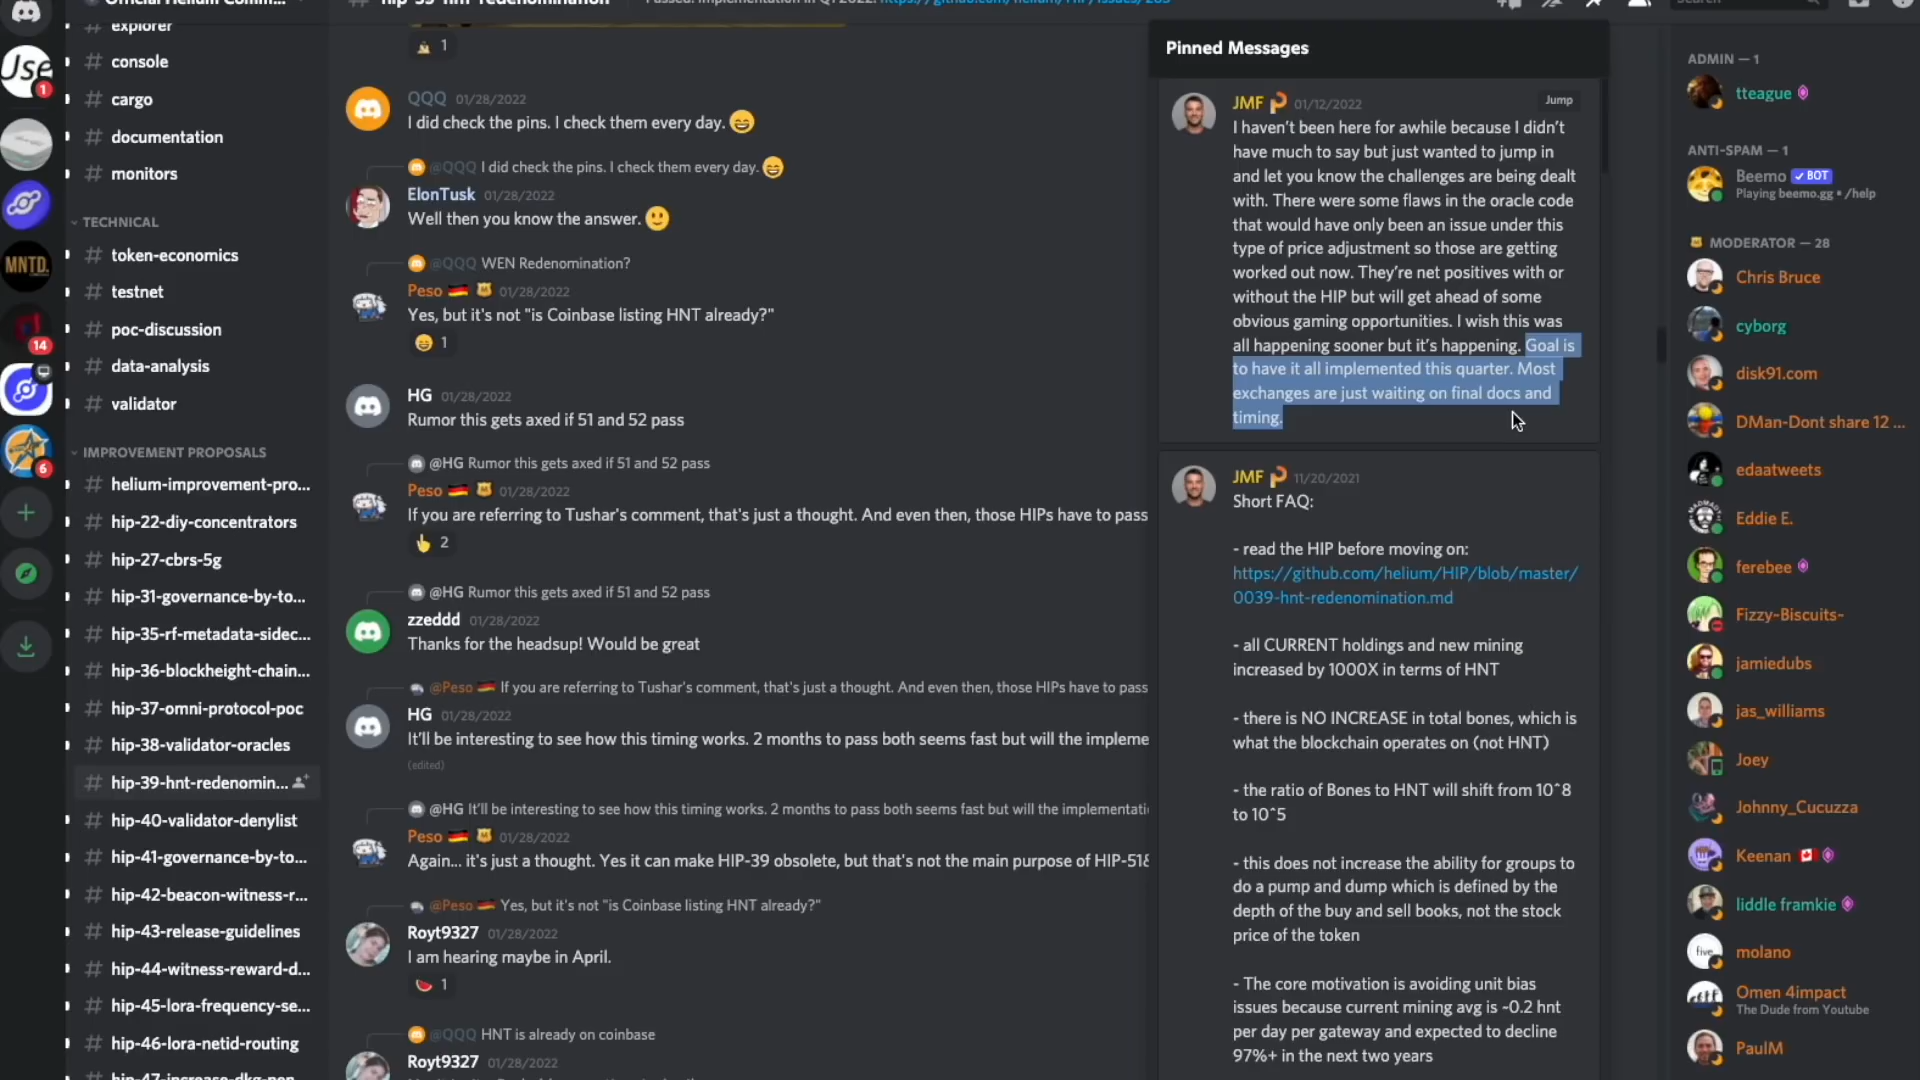 explorer
# console
# cargo
# documentation
# monitors
TECHNICAL
# token-economics
# testnet
# poc-discussion
# data-analysis
# validator
IMPROVEMENT PROPOSALS
# helium-improvement-pro...
# hip-22-diy-concentrators
# hip-27-cbrs-5g
# hip-31-governance-by-to...
# hip-35-rf-metadata-sidec...
# hip-36-blockheight-chain...
# hip-37-omni-protocol-poc
# hip-38-validator-oracles
# hip-39-hnt-redenomin...
# hip-40-validator-denylist
# hip-41-governance-by-to...
# hip-42-beacon-witness-r...
# hip-43-release-guidelines
# hip-44-witness-reward-d...
# hip-45-lora-frequency-se...
# hip-46-lora-netid-routing
Jse
1
MNTD.
14
6
1
QQQ 01/28/2022
I did check the pins. I check them every day. 😄
@QQQ I did check the pins. I check them every day. 😄
ElonTusk 01/28/2022
Well then you know the answer. 🙂
@QQQ WEN Redenomination?
Peso 01/28/2022
Yes, but it's not "is Coinbase listing HNT already?"
😄 1
HG 01/28/2022
Rumor this gets axed if 51 and 52 pass
@HG Rumor this gets axed if 51 and 52 pass
Peso 01/28/2022
If you are referring to Tushar's comment, that's just a thought. And even then, those HIPs have to pass
👆 2
@HG Rumor this gets axed if 51 and 52 pass
zzeddd 01/28/2022
Thanks for the headsup! Would be great
@Peso If you are referring to Tushar's comment, that's just a thought. And even then, those HIPs have to pass
HG 01/28/2022
It'll be interesting to see how this timing works. 2 months to pass both seems fast but will the impleme
(edited)
@HG It'll be interesting to see how this timing works. 2 months to pass both seems fast but will the implementati
Peso 01/28/2022
Again... it's just a thought. Yes it can make HIP-39 obsolete, but that's not the main purpose of HIP-51&
@Peso Yes, but it's not "is Coinbase listing HNT already?"
Royt9327 01/28/2022
I am hearing maybe in April.
🍉 1
@QQQ HNT is already on coinbase
Royt9327 01/28/2022
Pinned Messages
JMF 01/12/2022
Jump
I haven't been here for awhile because I didn't
have much to say but just wanted to jump in
and let you know the challenges are being dealt
with. There were some flaws in the oracle code
that would have only been an issue under this
type of price adjustment so those are getting
worked out now. They're net positives with or
without the HIP but will get ahead of some
obvious gaming opportunities. I wish this was
all happening sooner but it's happening. Goal is
to have it all implemented this quarter. Most
exchanges are just waiting on final docs and
timing.
JMF 11/20/2021
Short FAQ:
- read the HIP before moving on:
https://github.com/helium/HIP/blob/master/
0039-hnt-redenomination.md
- all CURRENT holdings and new mining
increased by 1000X in terms of HNT
- there is NO INCREASE in total bones, which is
what the blockchain operates on (not HNT)
- the ratio of Bones to HNT will shift from 10^8
to 10^5
- this does not increase the ability for groups to
do a pump and dump which is defined by the
depth of the buy and sell books, not the stock
price of the token
- The core motivation is avoiding unit bias
issues because current mining avg is ~0.2 hnt
per day per gateway and expected to decline
97%+ in the next two years
ADMIN — 1
tteague
ANTI-SPAM — 1
Beemo ✓ BOT
Playing beemo.gg • /help
MODERATOR — 28
Chris Bruce
cyborg
disk91.com
DMan-Dont share 12 ...
edaatweets
Eddie E.
ferebee
Fizzy-Biscuits-
jamiedubs
jas_williams
Joey
Johnny_Cucuzza
Keenan
liddle framkie
five
molano
Omen 4impact
The Dude from Youtube
PaulM